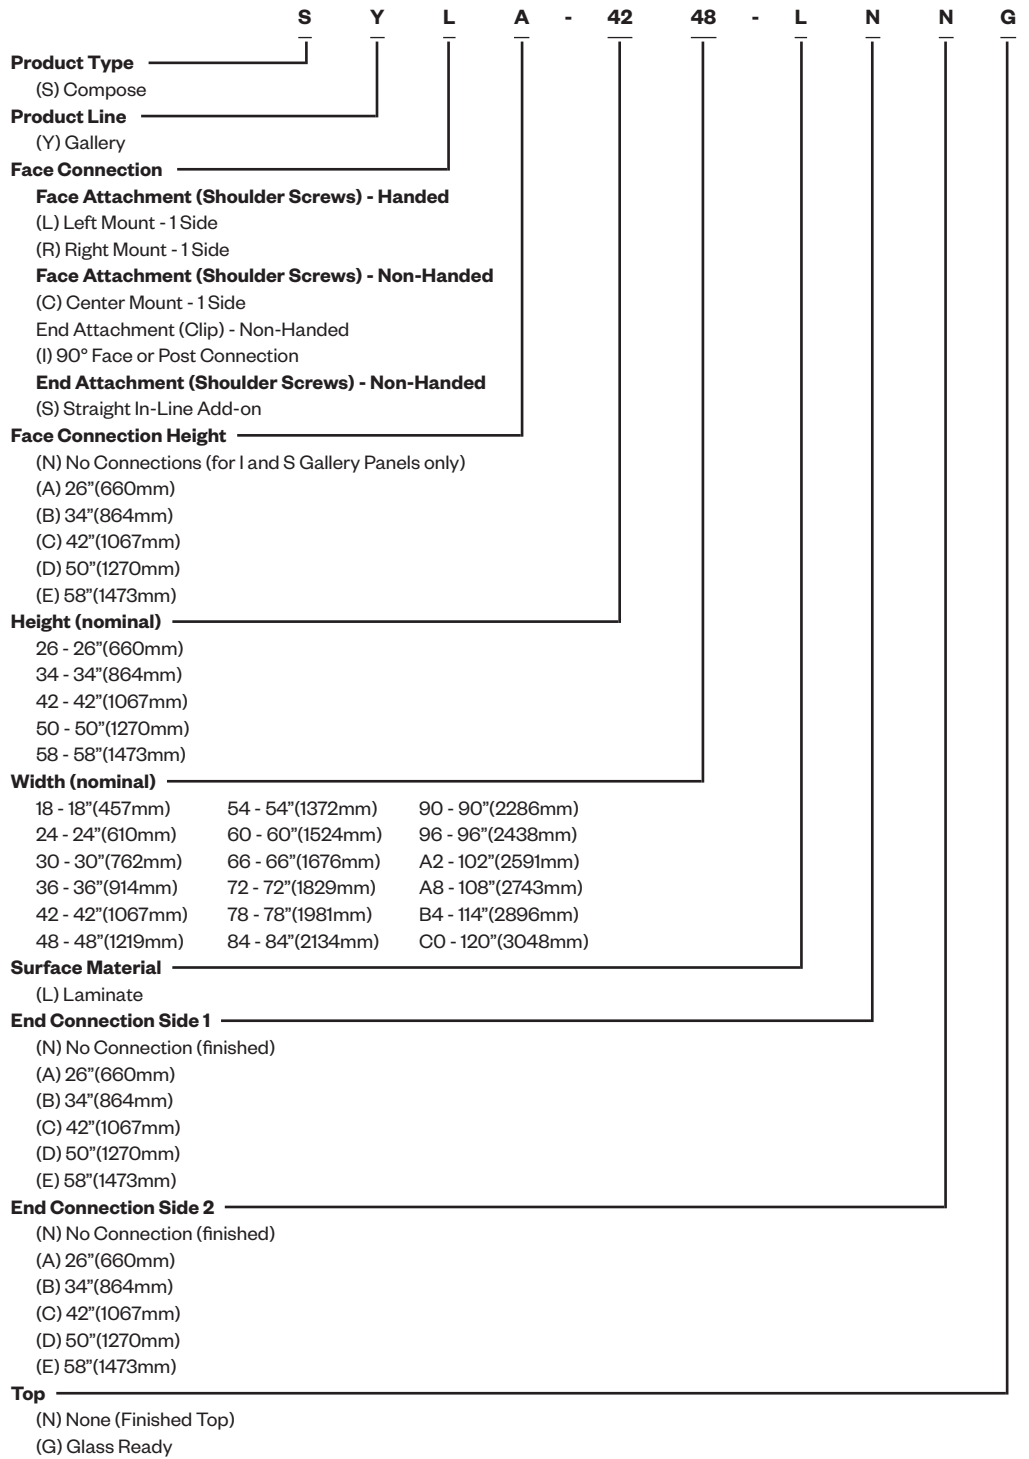 S Y L A - 42 48 - L N N G
Product Type
(S) Compose
Product Line
(Y) Gallery
Face Connection
Face Attachment (Shoulder Screws) - Handed
(L) Left Mount - 1 Side
(R) Right Mount - 1 Side
Face Attachment (Shoulder Screws) - Non-Handed
(C) Center Mount - 1 Side
End Attachment (Clip) - Non-Handed
(I) 90° Face or Post Connection
End Attachment (Shoulder Screws) - Non-Handed
(S) Straight In-Line Add-on
Face Connection Height
(N) No Connections (for I and S Gallery Panels only)
(A) 26”(660mm)
(B) 34”(864mm)
(C) 42”(1067mm)
(D) 50”(1270mm)
(E) 58”(1473mm)
Height (nominal)
26 - 26”(660mm)
34 - 34”(864mm)
42 - 42”(1067mm)
50 - 50”(1270mm)
58 - 58”(1473mm)
Width (nominal)
18 - 18”(457mm) 54 - 54”(1372mm) 90 - 90”(2286mm)
24 - 24”(610mm) 60 - 60”(1524mm) 96 - 96”(2438mm)
30 - 30”(762mm) 66 - 66”(1676mm) A2 - 102”(2591mm)
36 - 36”(914mm) 72 - 72”(1829mm) A8 - 108”(2743mm)
42 - 42”(1067mm) 78 - 78”(1981mm) B4 - 114”(2896mm)
48 - 48”(1219mm) 84 - 84”(2134mm) C0 - 120”(3048mm)
Surface Material
(L) Laminate
End Connection Side 1
(N) No Connection (finished)
(A) 26”(660mm)
(B) 34”(864mm)
(C) 42”(1067mm)
(D) 50”(1270mm)
(E) 58”(1473mm)
End Connection Side 2
(N) No Connection (finished)
(A) 26”(660mm)
(B) 34”(864mm)
(C) 42”(1067mm)
(D) 50”(1270mm)
(E) 58”(1473mm)
Top
(N) None (Finished Top)
(G) Glass Ready